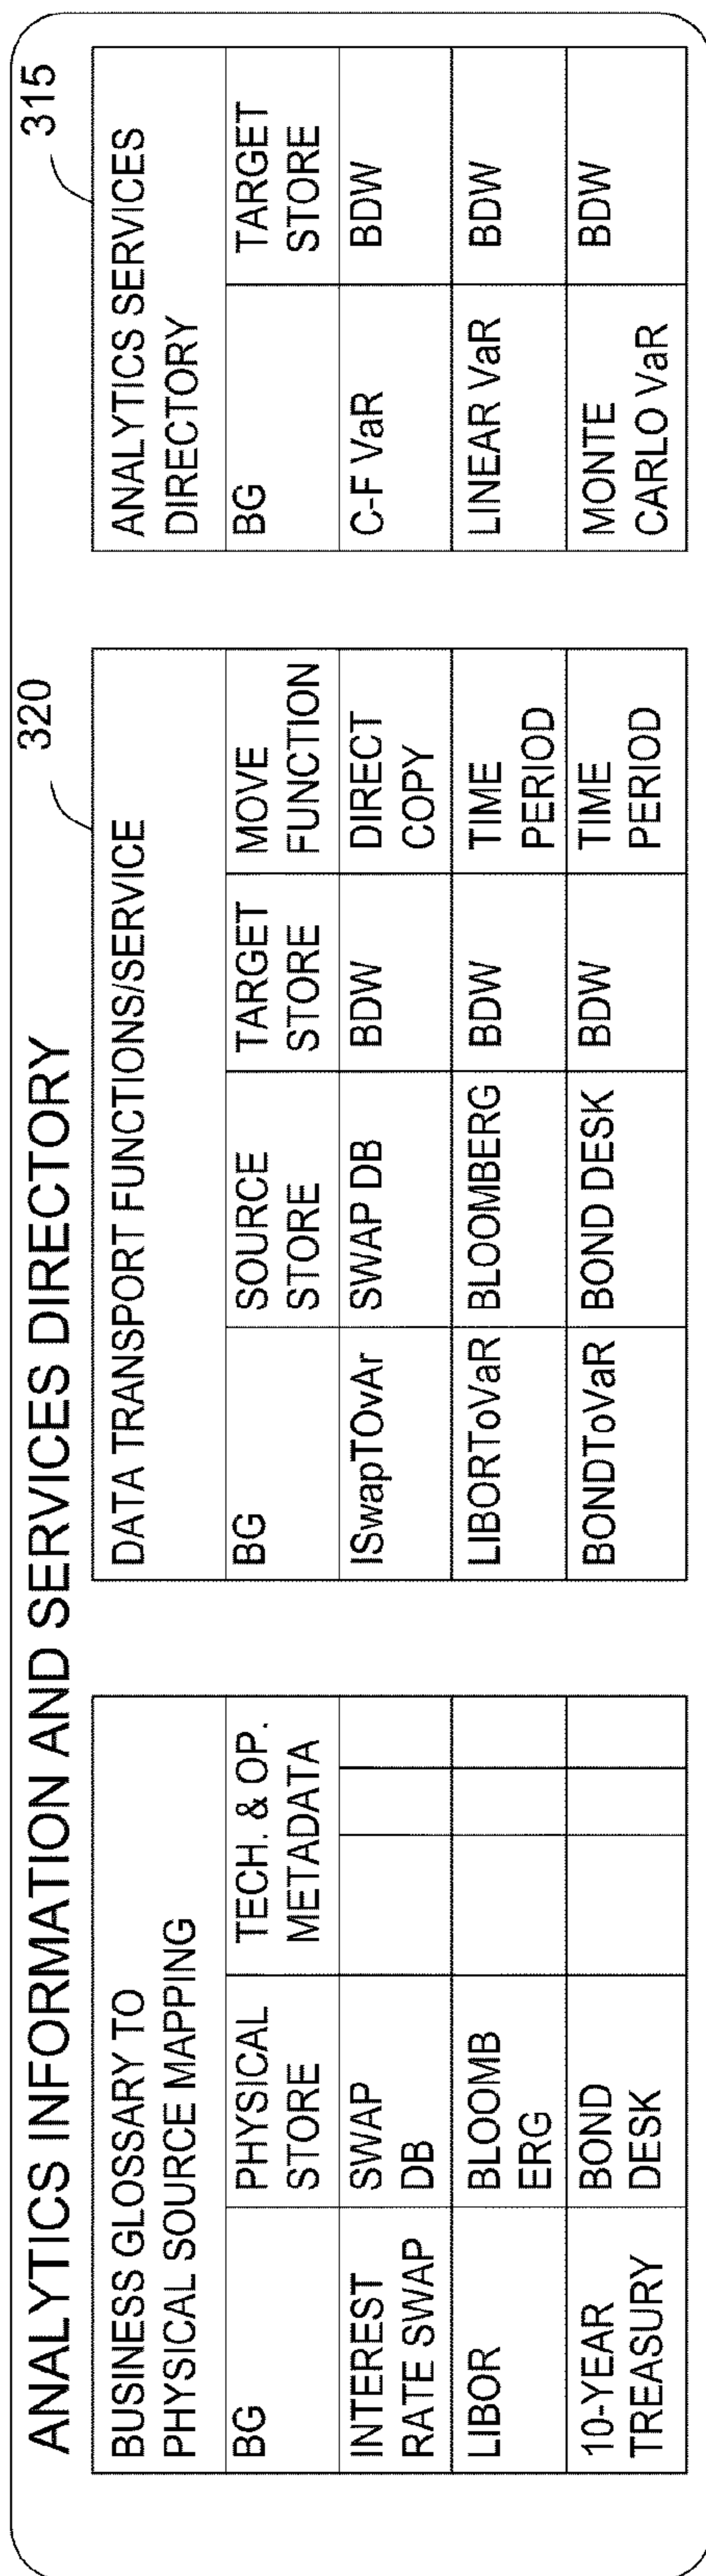 ANALYTICS INFORMATION AND SERVICES DIRECTORY
BUSINESS GLOSSARY TO
PHYSICAL SOURCE MAPPING
BG
PHYSICAL
STORE
TECH. & OP.
METADATA
INTEREST
RATE SWAP
SWAP
DB
LIBOR
BLOOMB
ERG
10-YEAR
TREASURY
BOND
DESK
320
DATA TRANSPORT FUNCTIONS/SERVICE
BG
SOURCE
STORE
TARGET
STORE
MOVE
FUNCTION
ISwapTOvAr
SWAP DB
BDW
DIRECT
COPY
LIBORToVaR
BLOOMBERG
BDW
TIME
PERIOD
BONDToVaR
BOND DESK
BDW
TIME
PERIOD
315
ANALYTICS SERVICES
DIRECTORY
BG
TARGET
STORE
C-F VaR
BDW
LINEAR VaR
BDW
MONTE
CARLO VaR
BDW